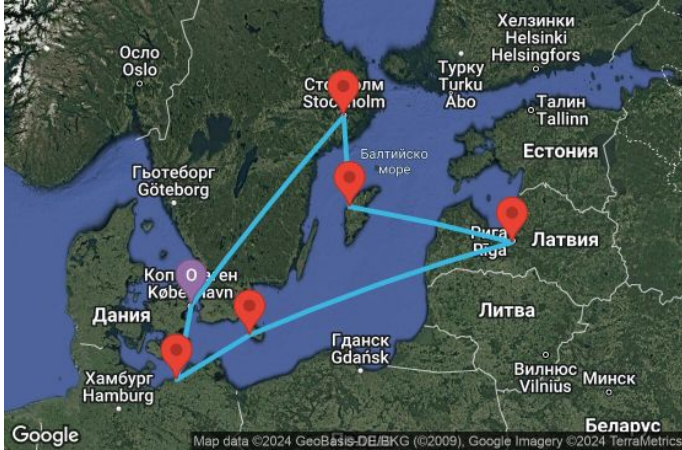 Хелзинки
Helsinki
Helsingfors
Осло
Oslo
Турку
Turku
Åbo
Талин
Tallinn
Stockholm
Балтийско
море
Естония
Гьотеборг
Göteborg
Рига
Rīga
Латвия
O
København
Дания
Литва
Гданск
Gdańsk
Хамбург
Hamburg
Вилнюс
Vilnius
Минск
Беларус
Google
Map data ©2024 GeoBasis-DE/BKG (©2009), Google Imagery ©2024 TerraMetrics